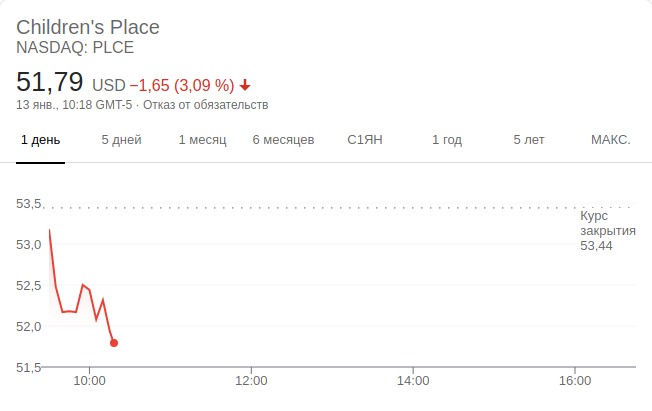 Children's Place
NASDAQ: PLCE
51,79 USD −1,65 (3,09 %)
13 янв., 10:18 GMT-5 · Отказ от обязательств
1 день 5 дней 1 месяц 6 месяцев С1ЯН 1 год 5 лет МАКС.
53,5
Курс
закрытия
53,0
53,44
52,5
52,0
51,5
10:00 12:00 14:00 16:00